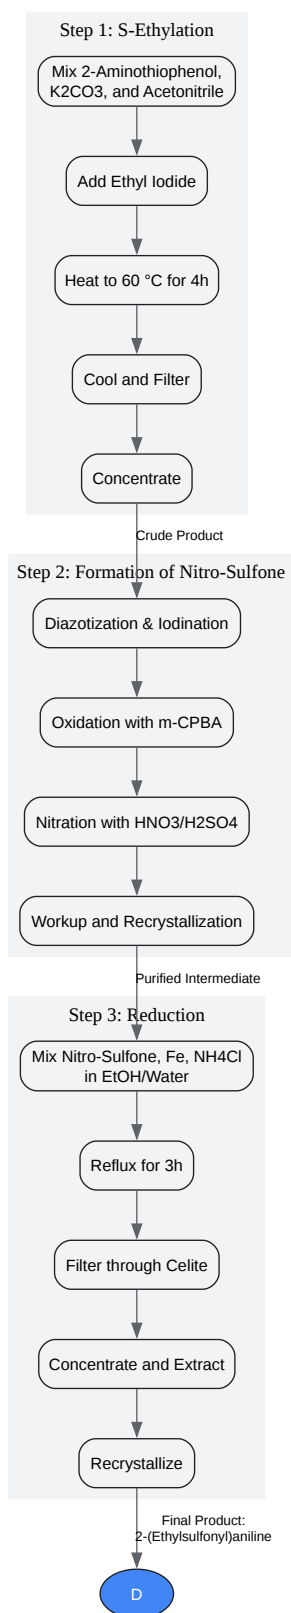 Step 1: S-Ethylation
Mix 2-Aminothiophenol,
K2CO3, and Acetonitrile
Add Ethyl Iodide
Heat to 60 °C for 4h
Cool and Filter
Concentrate
Crude Product
Step 2: Formation of Nitro-Sulfone
Diazotization & Iodination
Oxidation with m-CPBA
Nitration with HNO3/H2SO4
Workup and Recrystallization
Purified Intermediate
Step 3: Reduction
Mix Nitro-Sulfone, Fe, NH4Cl
in EtOH/Water
Reflux for 3h
Filter through Celite
Concentrate and Extract
Recrystallize
Final Product:
2-(Ethylsulfonyl)aniline
D